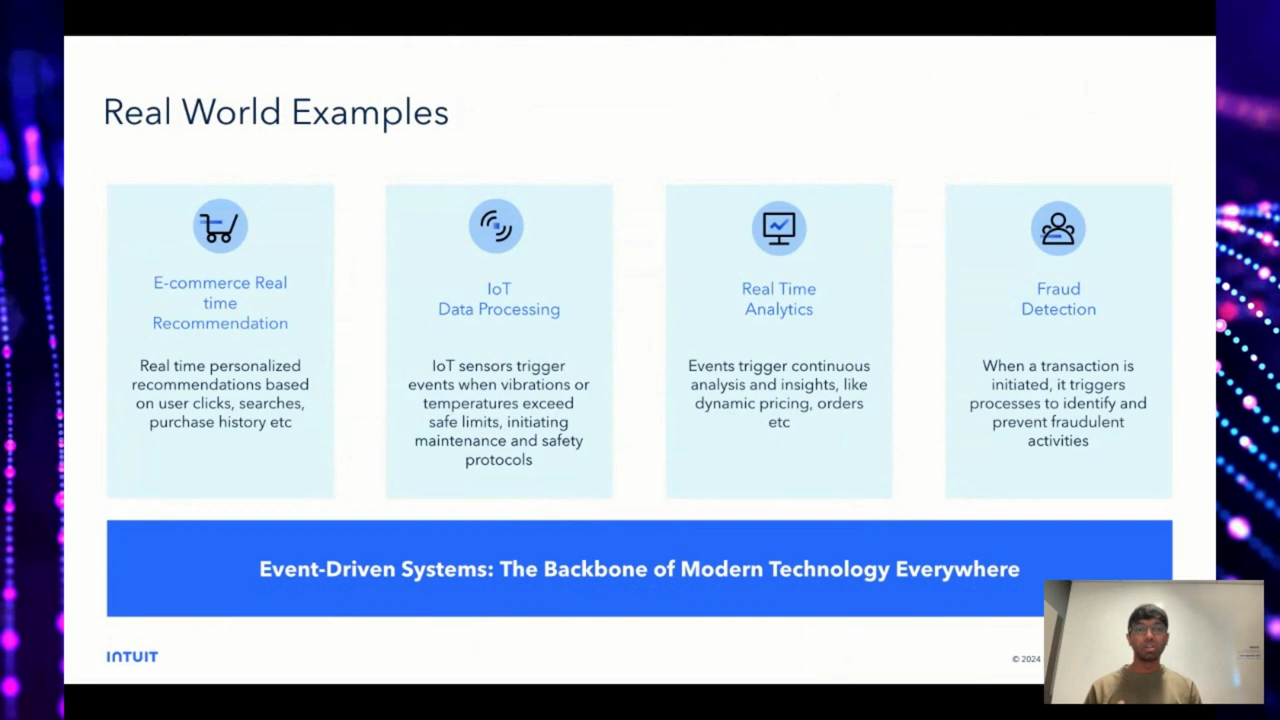 Real World Examples
E-commerce Real
time
Recommendation
Real time personalized
recommendations based
on user clicks, searches,
purchase history etc
IoT
Data Processing
IoT sensors trigger
events when vibrations or
temperatures exceed
safe limits, initiating
maintenance and safety
protocols
Real Time
Analytics
Events trigger continuous
analysis and insights, like
dynamic pricing, orders
etc
Fraud
Detection
When a transaction is
initiated, it triggers
processes to identify and
prevent fraudulent
activities
Event-Driven Systems: The Backbone of Modern Technology Everywhere
INTUIT
© 2024